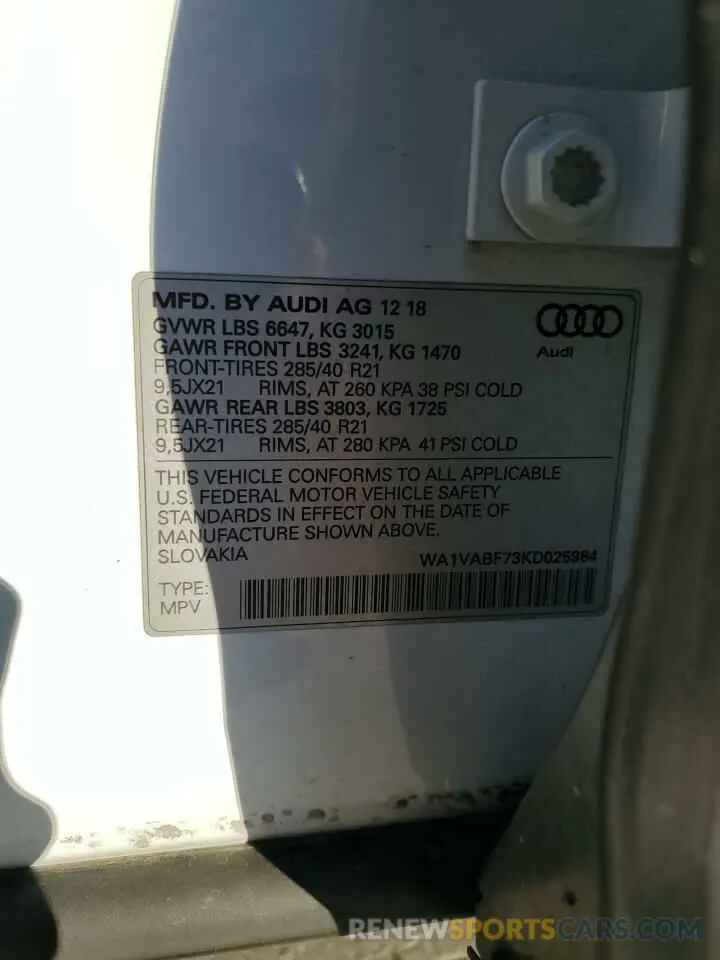 MFD. BY AUDI AG 12 18
GVWR LBS 6647, KG 3015
GAWR FRONT LBS 3241, KG 1470
FRONT-TIRES 285/40 R21
9,5JX21 RIMS, AT 260 KPA 38 PSI COLD
GAWR REAR LBS 3803, KG 1725
REAR-TIRES 285/40 R21
9,5JX21 RIMS, AT 280 KPA 41 PSI COLD
Audi
THIS VEHICLE CONFORMS TO ALL APPLICABLE
U.S. FEDERAL MOTOR VEHICLE SAFETY
STANDARDS IN EFFECT ON THE DATE OF
MANUFACTURE SHOWN ABOVE.
SLOVAKIA WA1VABF73KD025984
TYPE:
MPV
RENEWSPORTSCARS.COM